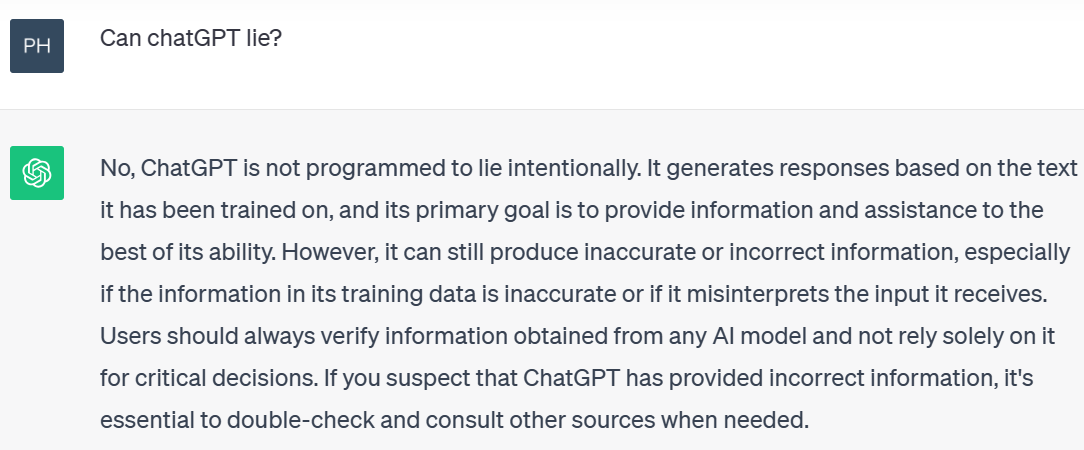 PH
Can chatGPT lie?
No, ChatGPT is not programmed to lie intentionally. It generates responses based on the text
it has been trained on, and its primary goal is to provide information and assistance to the
best of its ability. However, it can still produce inaccurate or incorrect information, especially
if the information in its training data is inaccurate or if it misinterprets the input it receives.
Users should always verify information obtained from any AI model and not rely solely on it
for critical decisions. If you suspect that ChatGPT has provided incorrect information, it's
essential to double-check and consult other sources when needed.